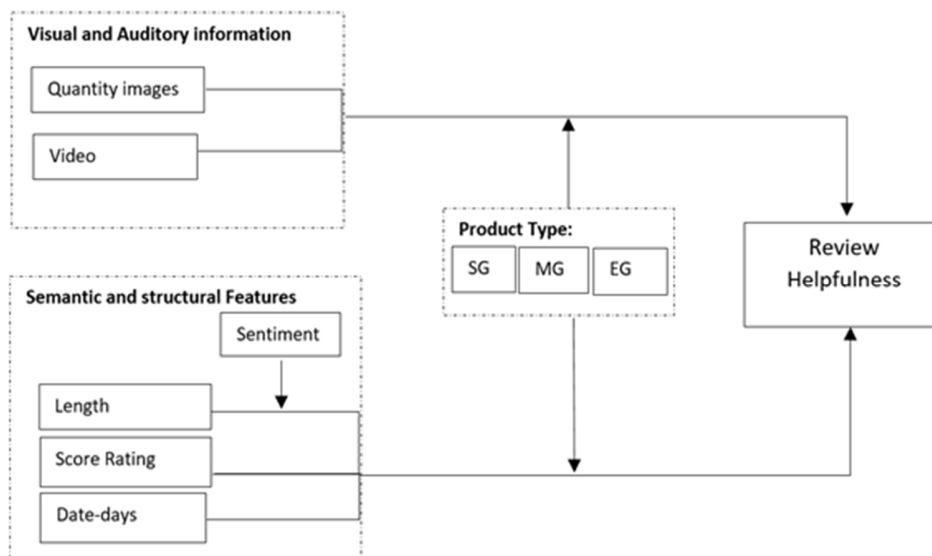 Visual and Auditory information
Quantity images
Video
Product Type:
SG MG EG
Review
Helpfulness
Semantic and structural Features
Sentiment
Length
Score Rating
Date-days